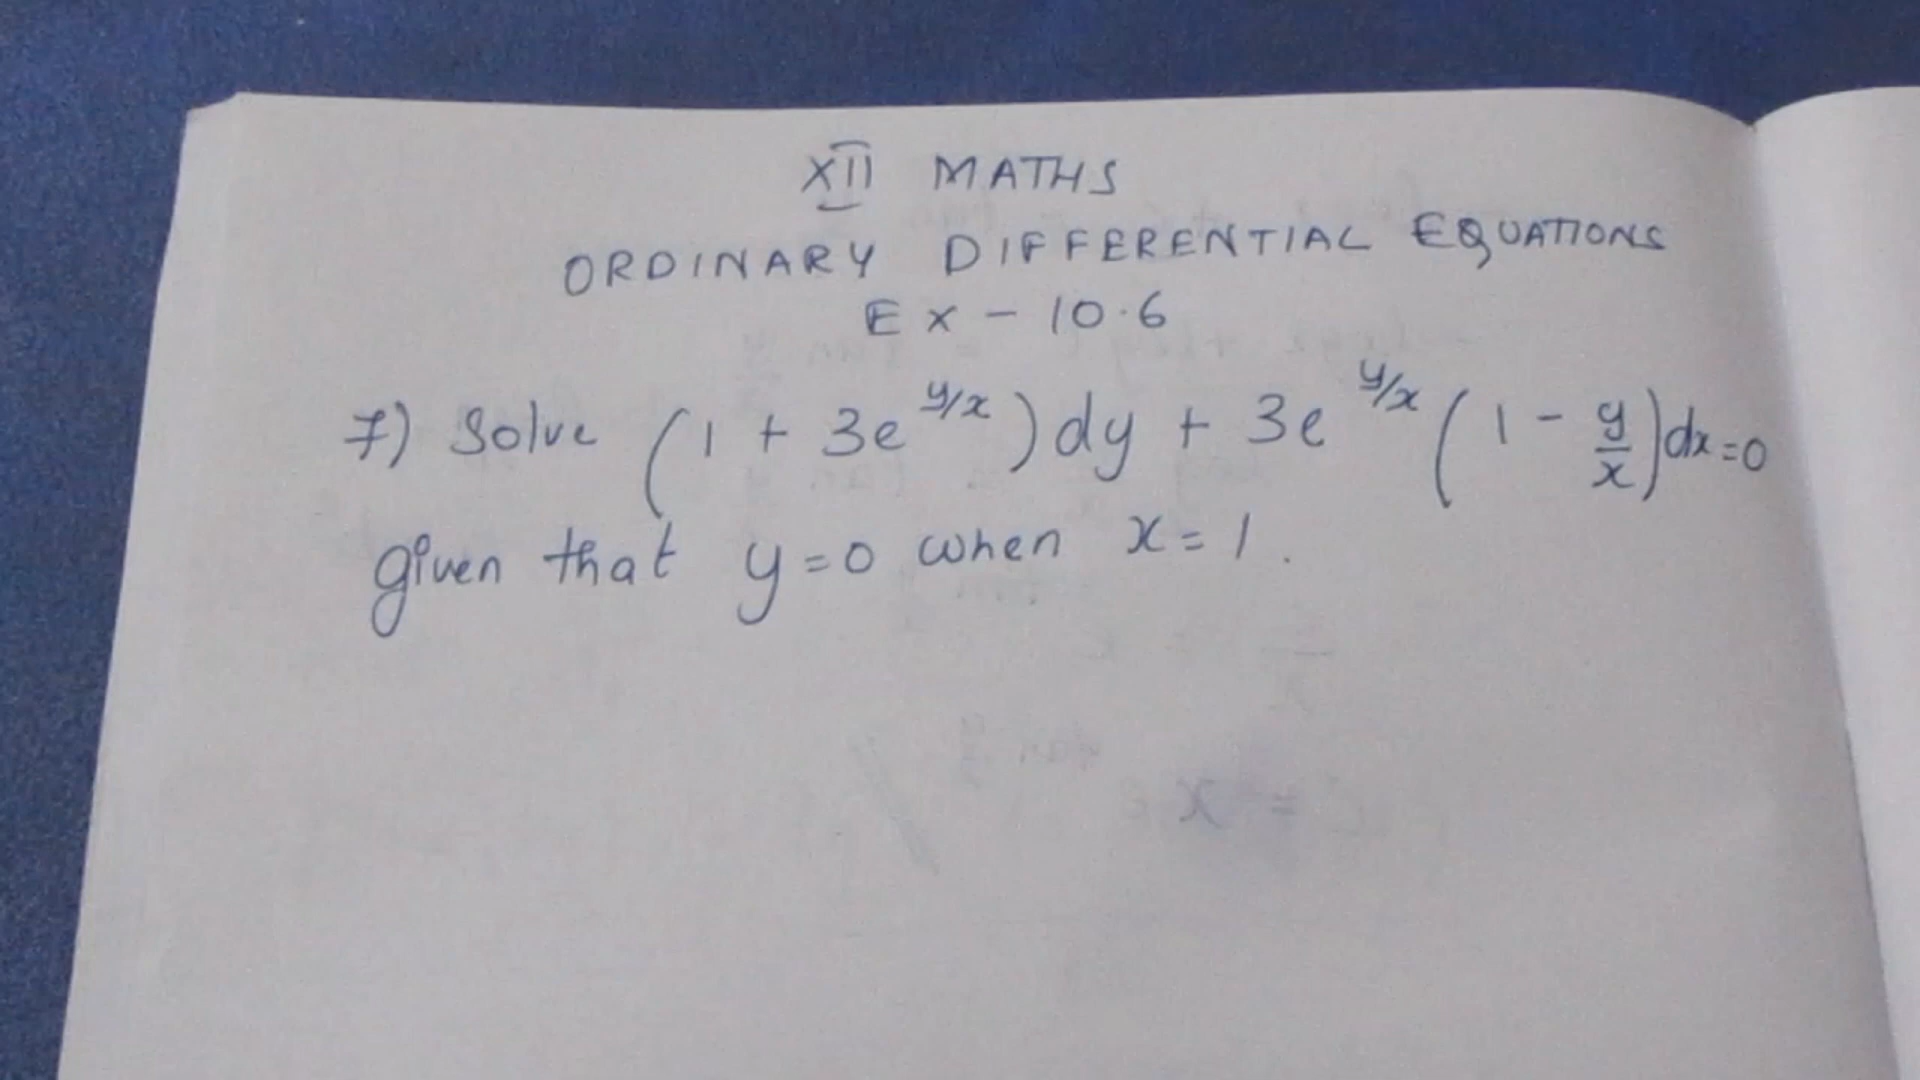 XII MATHS
ORDINARY DIFFERENTIAL EQUATIONS
Ex - 10.6
7) Solve (1 + 3e^{y/x}) dy + 3e^{y/x} (1 - y/x) dx = 0
given that y = 0 when x = 1.